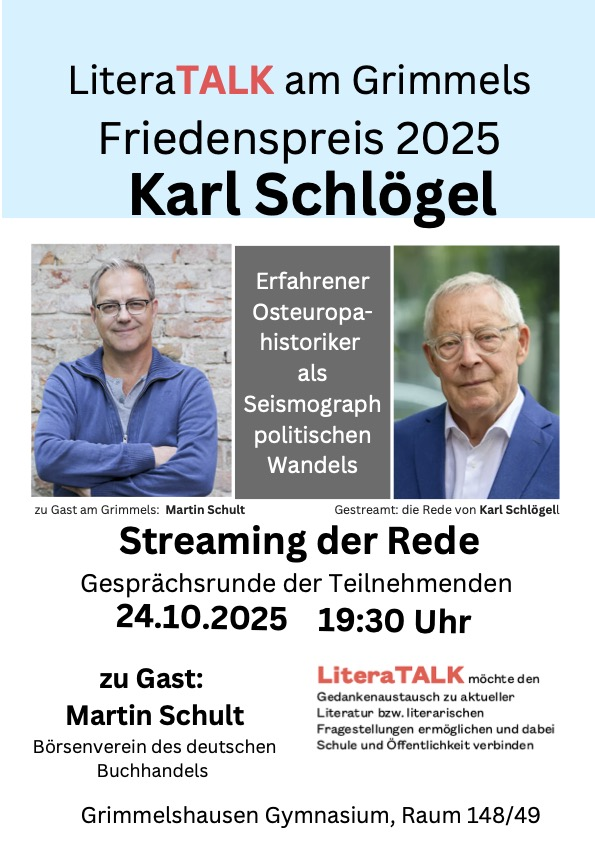 LiteraTALK am Grimmels
Friedenspreis 2025
Karl Schlögel
Erfahrener
Osteuropa-
historiker
als
Seismograph
politischen
Wandels
zu Gast am Grimmels: Martin Schult
Gestreamt: die Rede von Karl Schlögell
Streaming der Rede
Gesprächsrunde der Teilnehmenden
24.10.2025 19:30 Uhr
zu Gast:
Martin Schult
Börsenverein des deutschen
Buchhandels
LiteraTALK möchte den
Gedankenaustausch zu aktueller
Literatur bzw. literarischen
Fragestellungen ermöglichen und dabei
Schule und Öffentlichkeit verbinden
Grimmelshausen Gymnasium, Raum 148/49